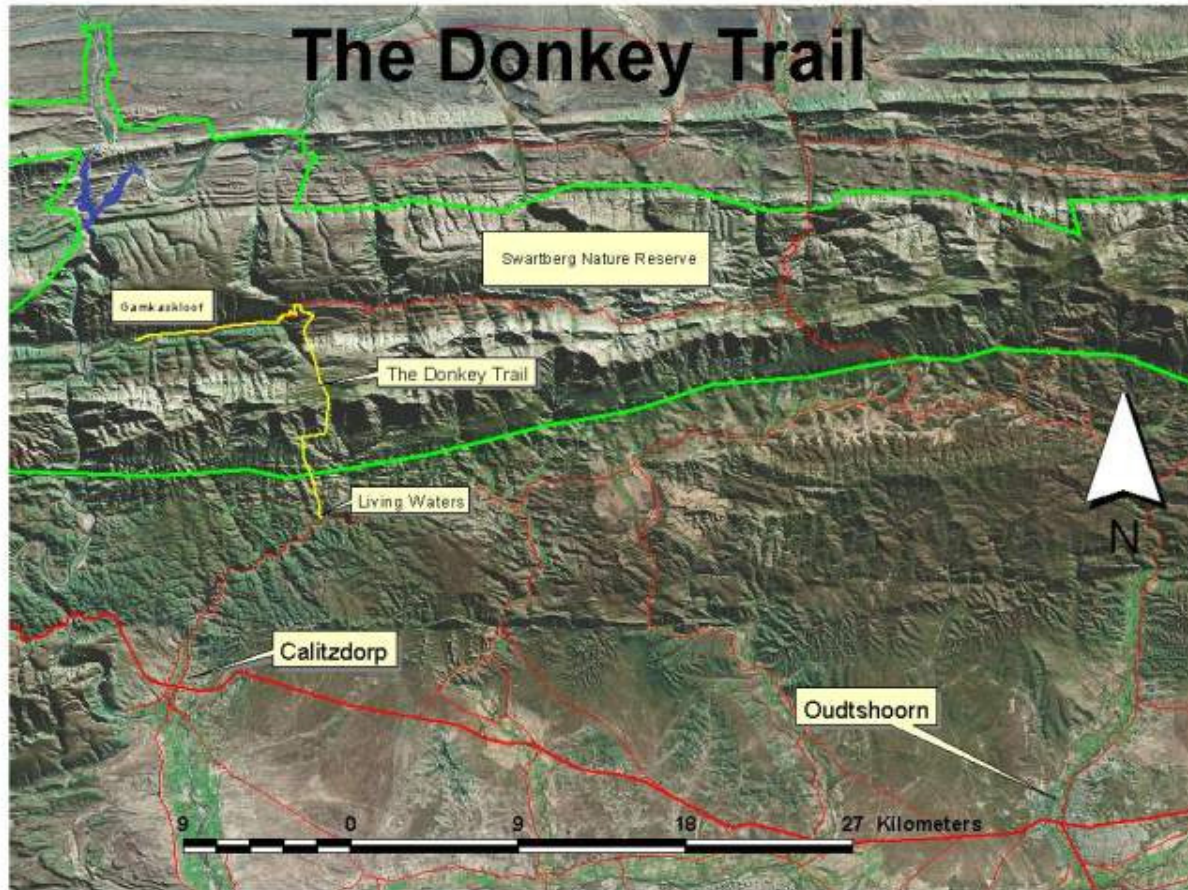 The Donkey Trail
Swartberg Nature Reserve
Gamkaskloof
The Donkey Trail
Living Waters
N
Calitzdorp
Oudtshoorn
9 0 9 18 27 Kilometers